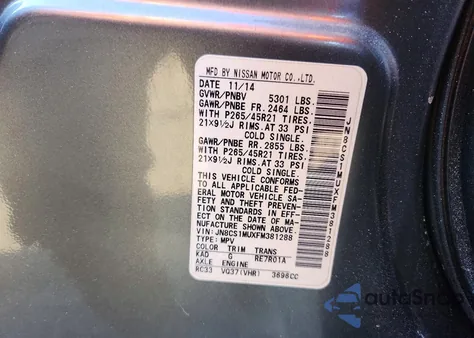 MFD BY NISSAN MOTOR CO.,LTD.
DATE 11/14
GVWR/PNBV 5301 LBS.
GAWR/PNBE FR. 2464 LBS.
WITH P265/45R21 TIRES.
21X9½J RIMS.AT 33 PSI
COLD SINGLE.
GAWR/PNBE RR. 2855 LBS.
WITH P265/45R21 TIRES.
21X9½J RIMS.AT 33 PSI
COLD SINGLE.
THIS VEHICLE CONFORMS
TO ALL APPLICABLE FED-
ERAL MOTOR VEHICLE SA-
FETY AND THEFT PREVEN-
TION STANDARDS IN EFF-
ECT ON THE DATE OF MA-
NUFACTURE SHOWN ABOVE.
VIN:JN8CS1MUXFM381288
TYPE: MPV
COLOR TRIM TRANS
KAD G RE7R01A
AXLE ENGINE
RC33 VQ37(VHR) 3696CC
JN8CS1MUXFM381288
autoSnap